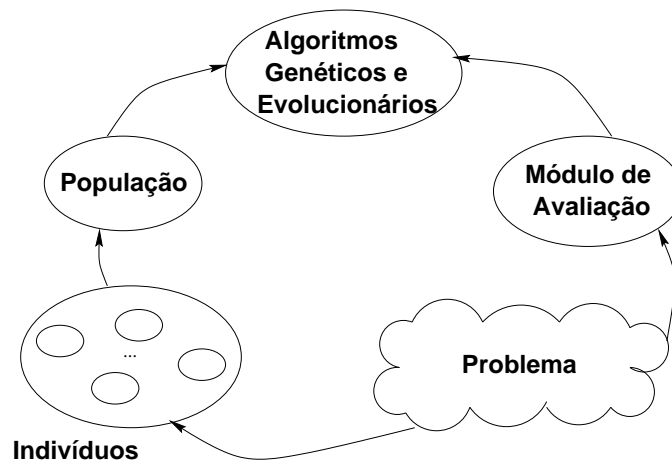 Algoritmos
Genéticos e
Evolucionários
População
Módulo de
Avaliação
...
Problema
Indivíduos